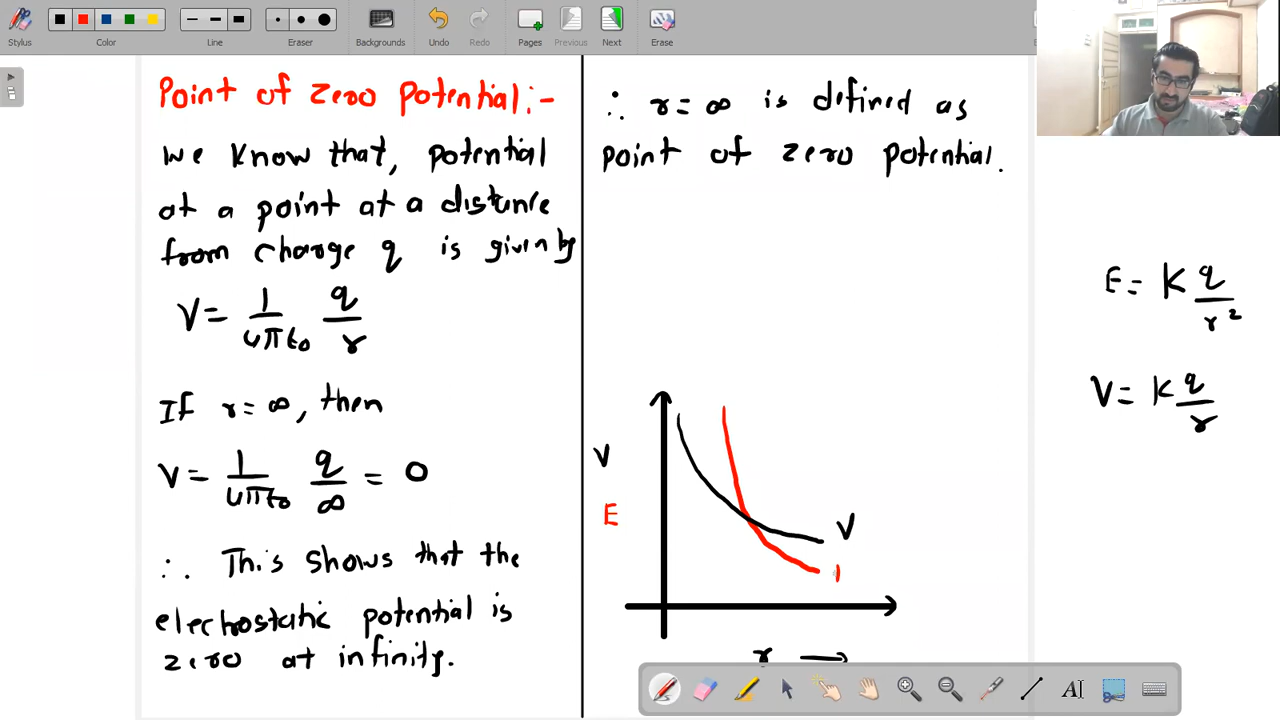 Stylus
Color
Line
Eraser
Backgrounds
Undo
Redo
Pages
Previous
Next
Erase
Point of Zero Potential:-
We know that, potential
at a point at a distance
from charge q is given by
V = 1/4πε0 q/r
If r = ∞, then
V = 1/4πε0 q/∞ = 0
∴ This shows that the
electrostatic potential is
zero at infinity.
∴ r = ∞ is defined as
point of zero potential.
V
E
V
r →
E = K q/r²
V = K q/r
AI